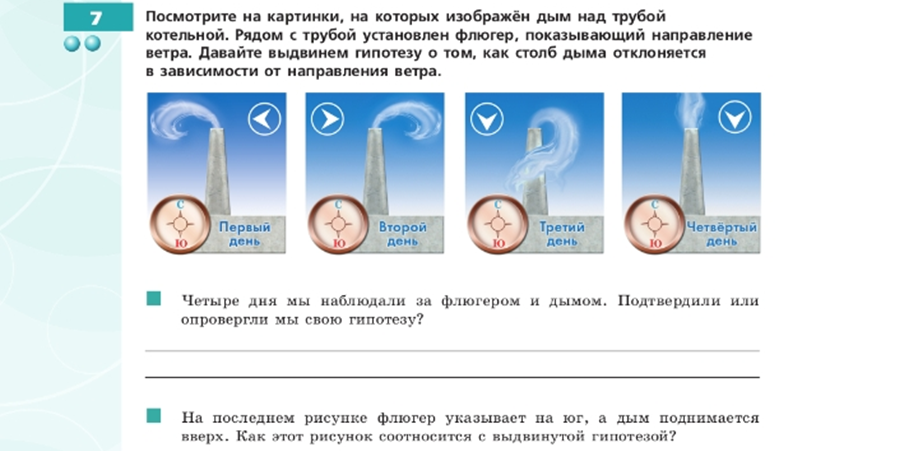 7
Посмотрите на картинки, на которых изображён дым над трубой
котельной. Рядом с трубой установлен флюгер, показывающий направление
ветра. Давайте выдвинем гипотезу о том, как столб дыма отклоняется
в зависимости от направления ветра.
С
Ю
Первый
день
С
Ю
Второй
день
С
Ю
Третий
день
С
Ю
Четвёртый
день
Четыре дня мы наблюдали за флюгером и дымом. Подтвердили или
опровергли мы свою гипотезу?
На последнем рисунке флюгер указывает на юг, а дым поднимается
вверх. Как этот рисунок соотносится с выдвинутой гипотезой?